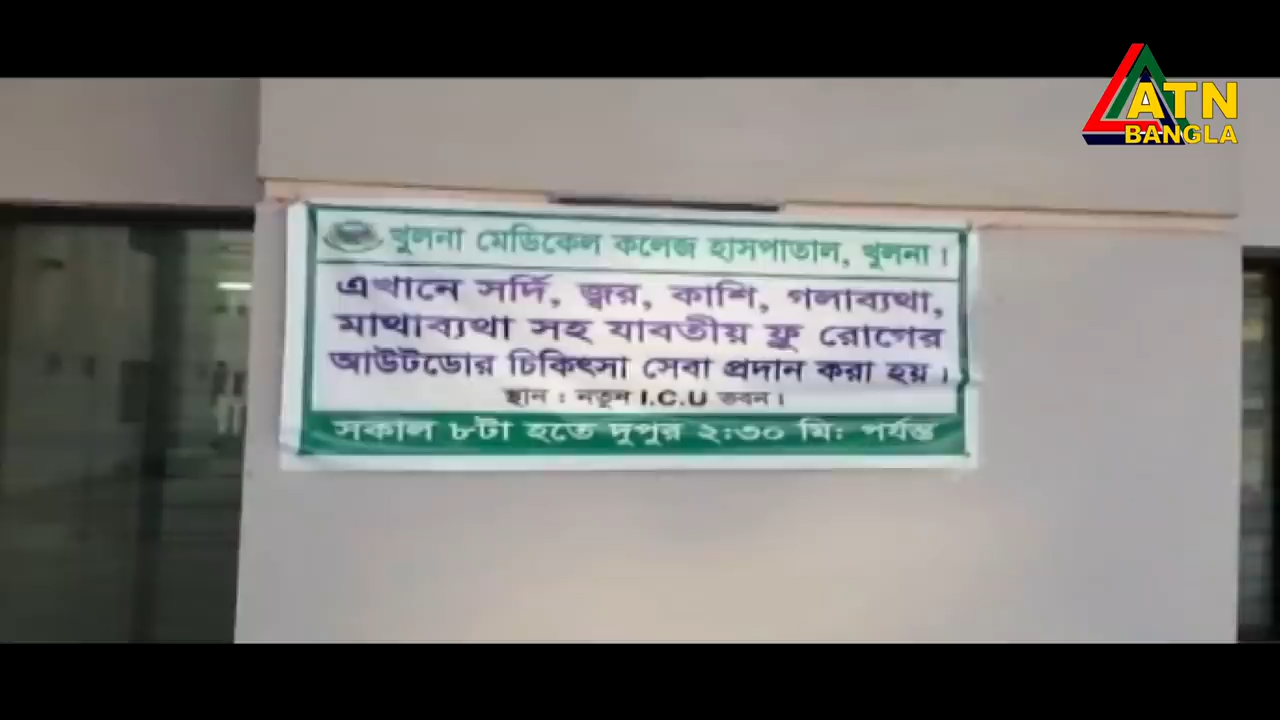 ATN
BANGLA
খুলনা মেডিকেল কলেজ হাসপাতাল, খুলনা।
এখানে সর্দি, জ্বর, কাশি, গলাব্যথা,
মাথাব্যথা সহ যাবতীয় ফ্লু রোগের
আউটডোর চিকিৎসা সেবা প্রদান করা হয়।
স্থান : নতুন I.C.U ভবন।
সকাল ৮টা হতে দুপুর ২:৩০ মি: পর্যন্ত